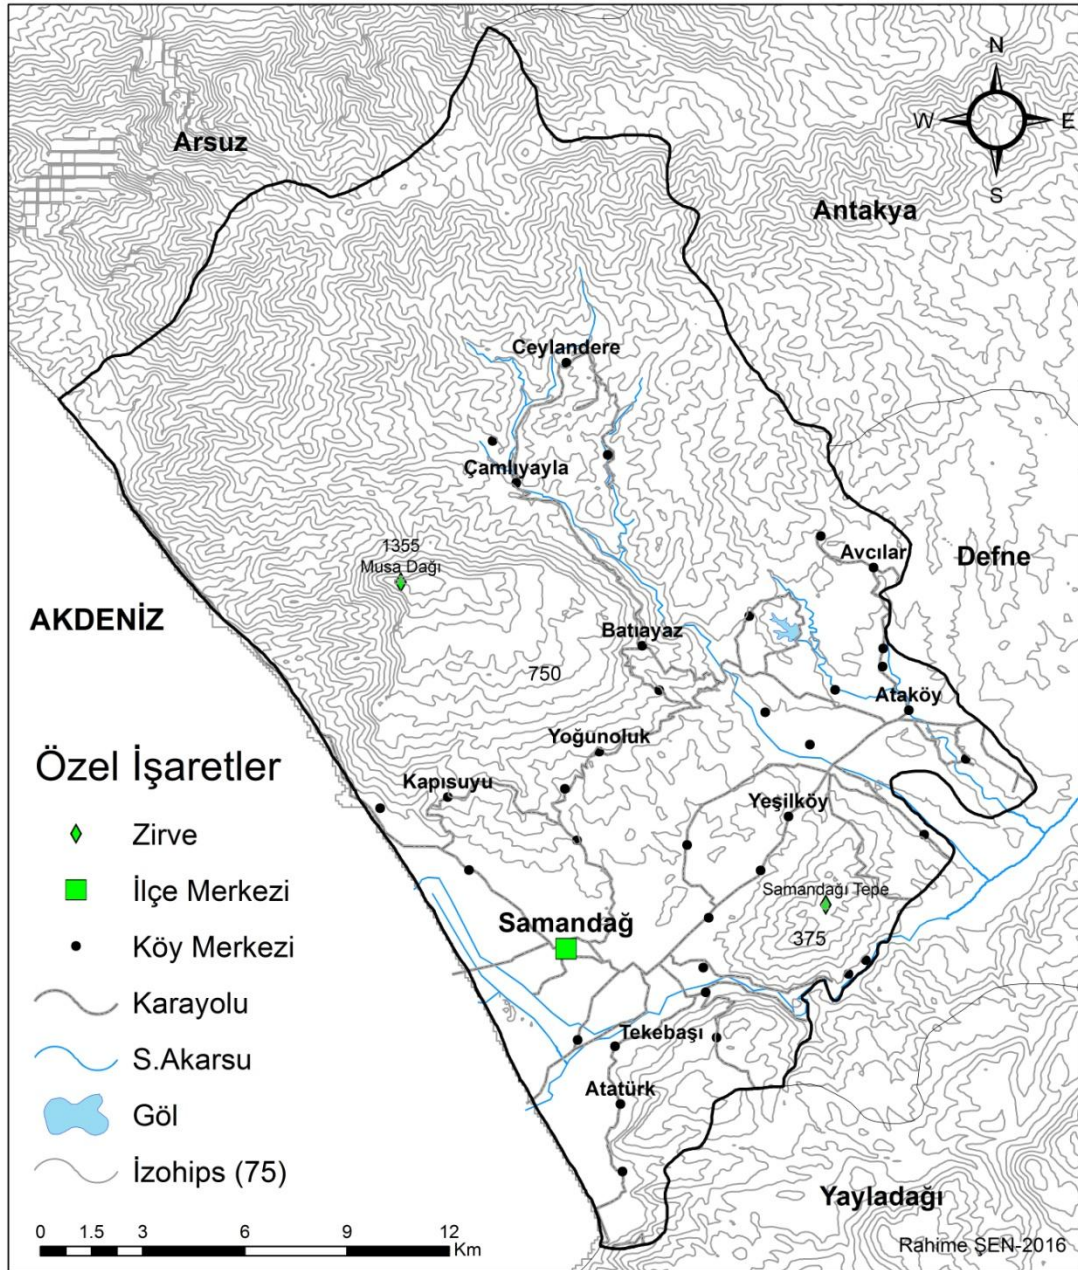 N
W
E
S
Arsuz
Antakya
Ceylandere
Çamlıyayla
1355
Musa Dağı
Avcılar
Defne
AKDENİZ
Batıayaz
750
Ataköy
Yoğunoluk
Kapısuyu
Yeşilköy
Samandağı Tepe
375
Samandağ
Tekebaşı
Atatürk
Yayladağı
Özel İşaretler
Zirve
İlçe Merkezi
Köy Merkezi
Karayolu
S.Akarsu
Göl
İzohips (75)
0 1.5 3 6 9 12
Km
Rahime ŞEN-2016